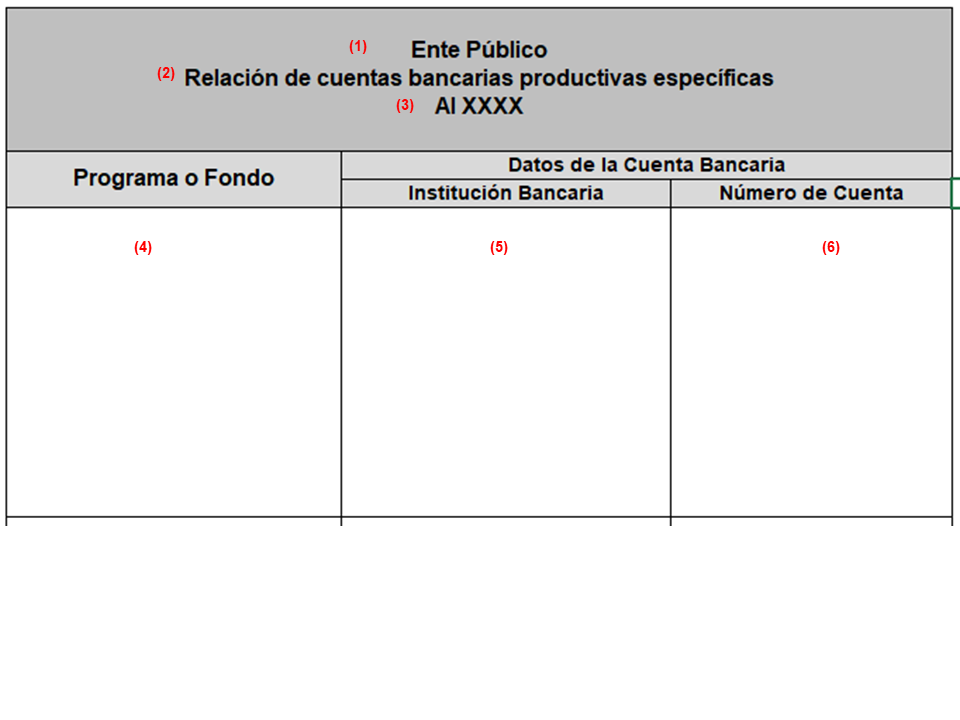 (1) Ente Público
(2) Relación de cuentas bancarias productivas específicas
(3) Al XXXX
Programa o Fondo
Datos de la Cuenta Bancaria
Institución Bancaria
Número de Cuenta
(4)
(5)
(6)